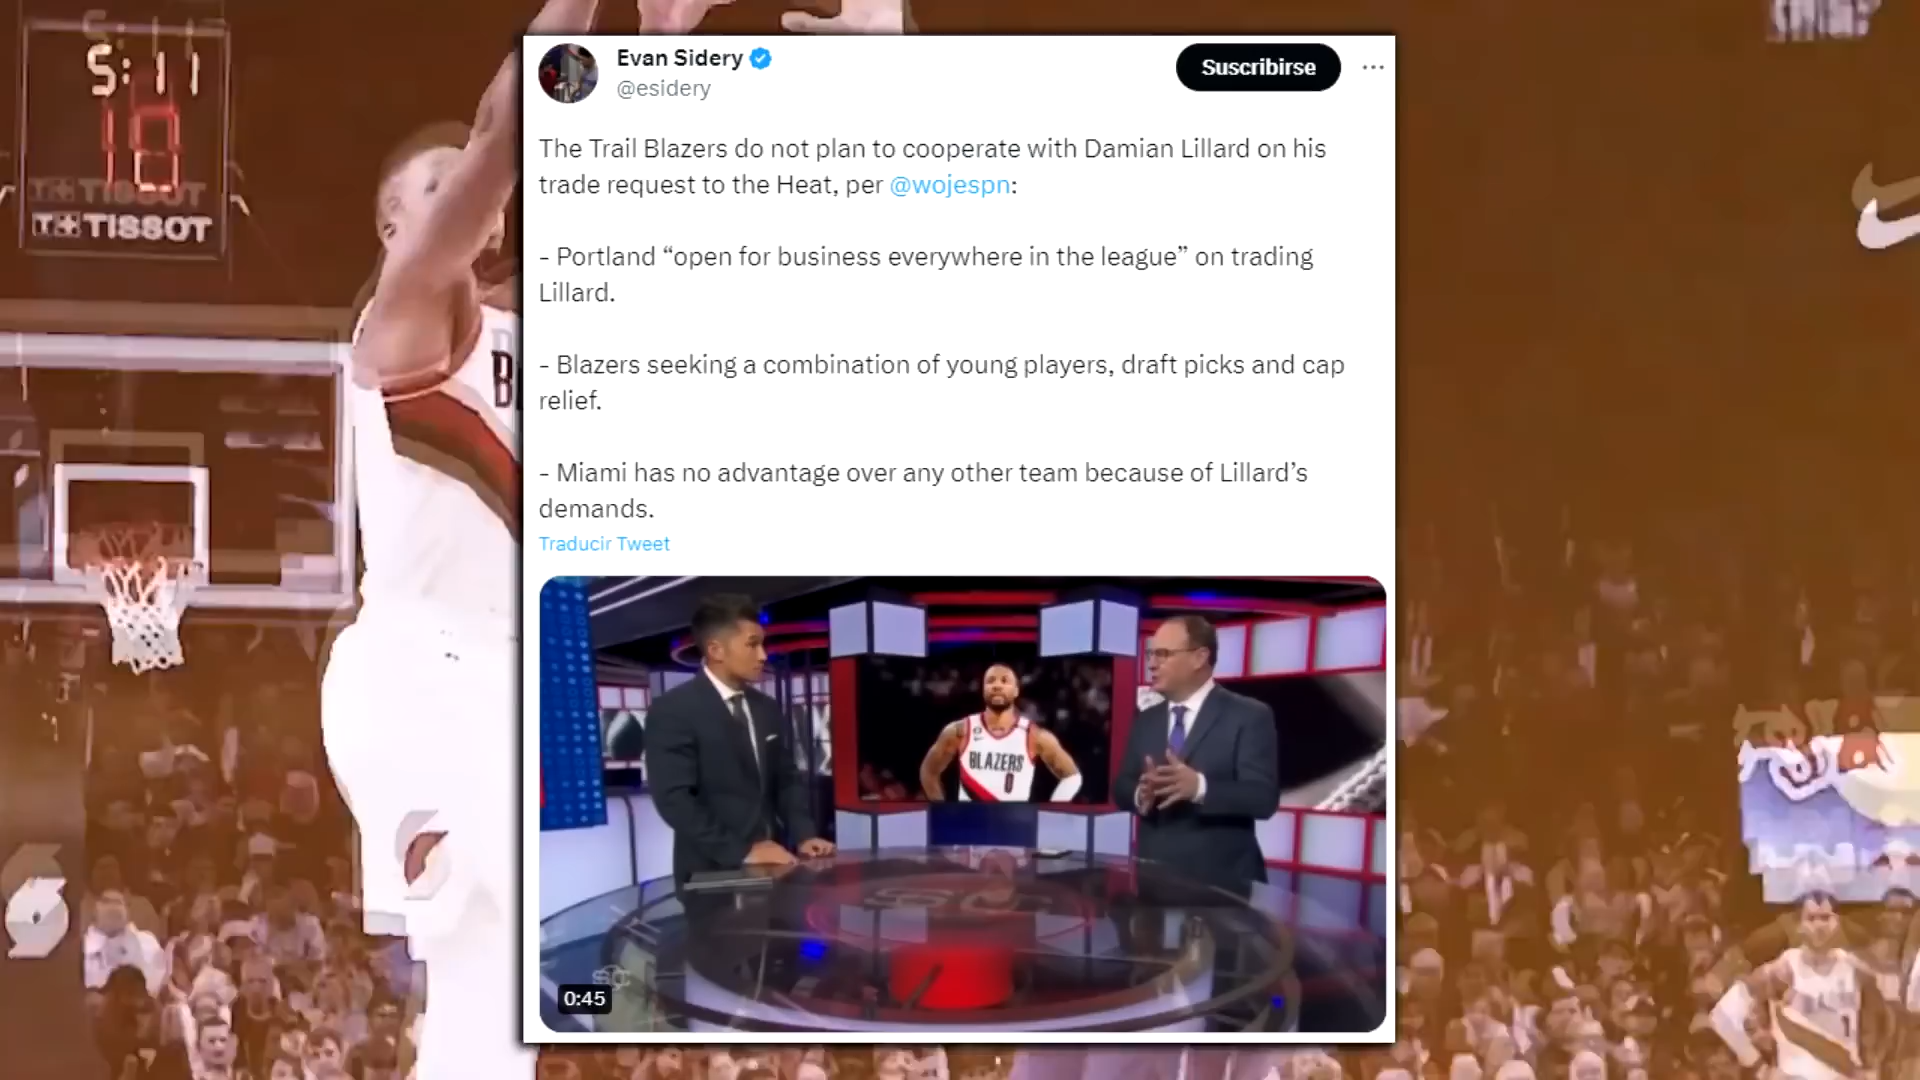 5:11
10
TISSOT
TISSOT
Evan Sidery
@esidery
Suscribirse
The Trail Blazers do not plan to cooperate with Damian Lillard on his
trade request to the Heat, per @wojespn:
- Portland “open for business everywhere in the league” on trading
Lillard.
- Blazers seeking a combination of young players, draft picks and cap
relief.
- Miami has no advantage over any other team because of Lillard’s
demands.
Traducir Tweet
BLAZERS
0
SC
0:45
1